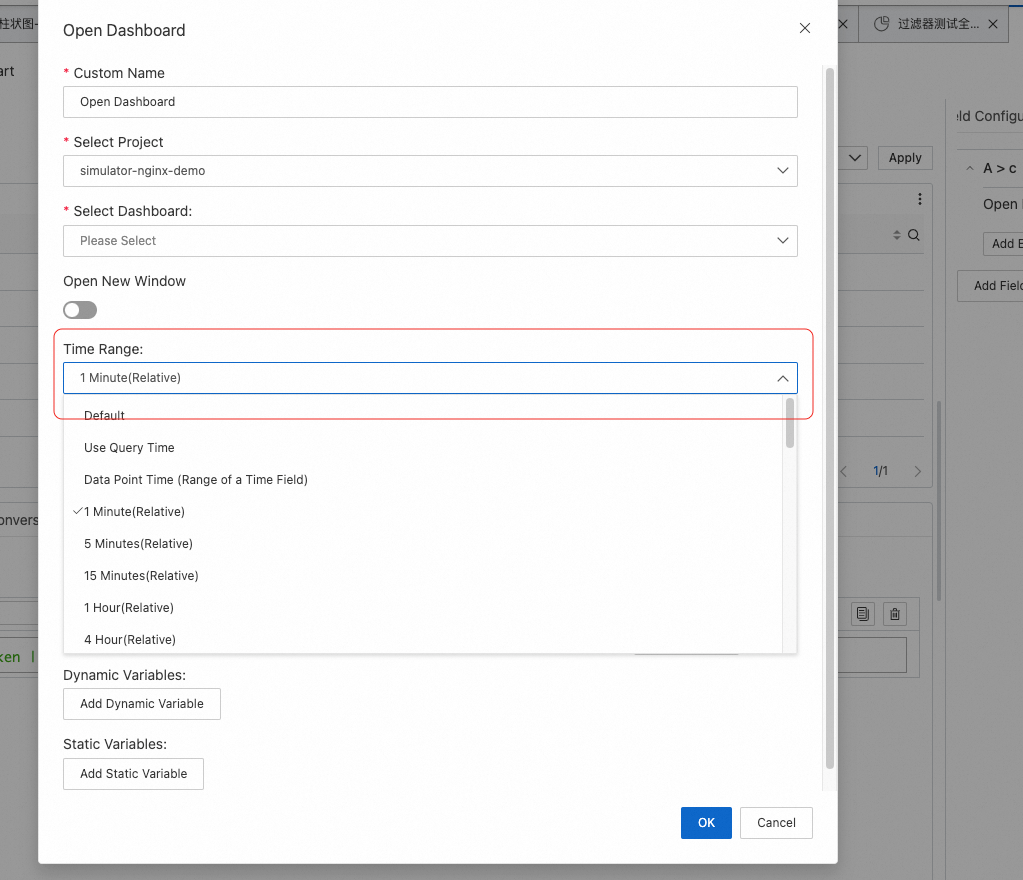 柱状图-
过滤器测试全...
Open Dashboard
art
* Custom Name
Open Dashboard
* Select Project
simulator-nginx-demo
* Select Dashboard:
Please Select
Open New Window
Time Range:
1 Minute(Relative)
Default
Use Query Time
Data Point Time (Range of a Time Field)
1 Minute(Relative)
5 Minutes(Relative)
15 Minutes(Relative)
1 Hour(Relative)
4 Hour(Relative)
Dynamic Variables:
Add Dynamic Variable
Static Variables:
Add Static Variable
OK
Cancel
Apply
1/1
onvers
ken |
eld Configu
A > c
Open
Add E
Add Field